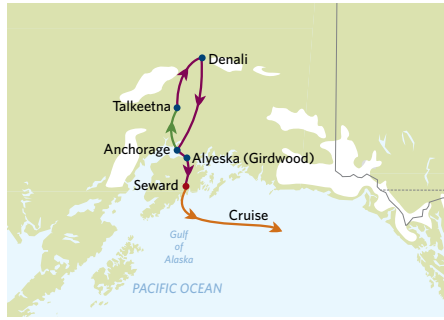 Denali
Talkeetna
Anchorage
Alyeska (Girdwood)
Seward
Cruise
Gulf
of
Alaska
PACIFIC OCEAN